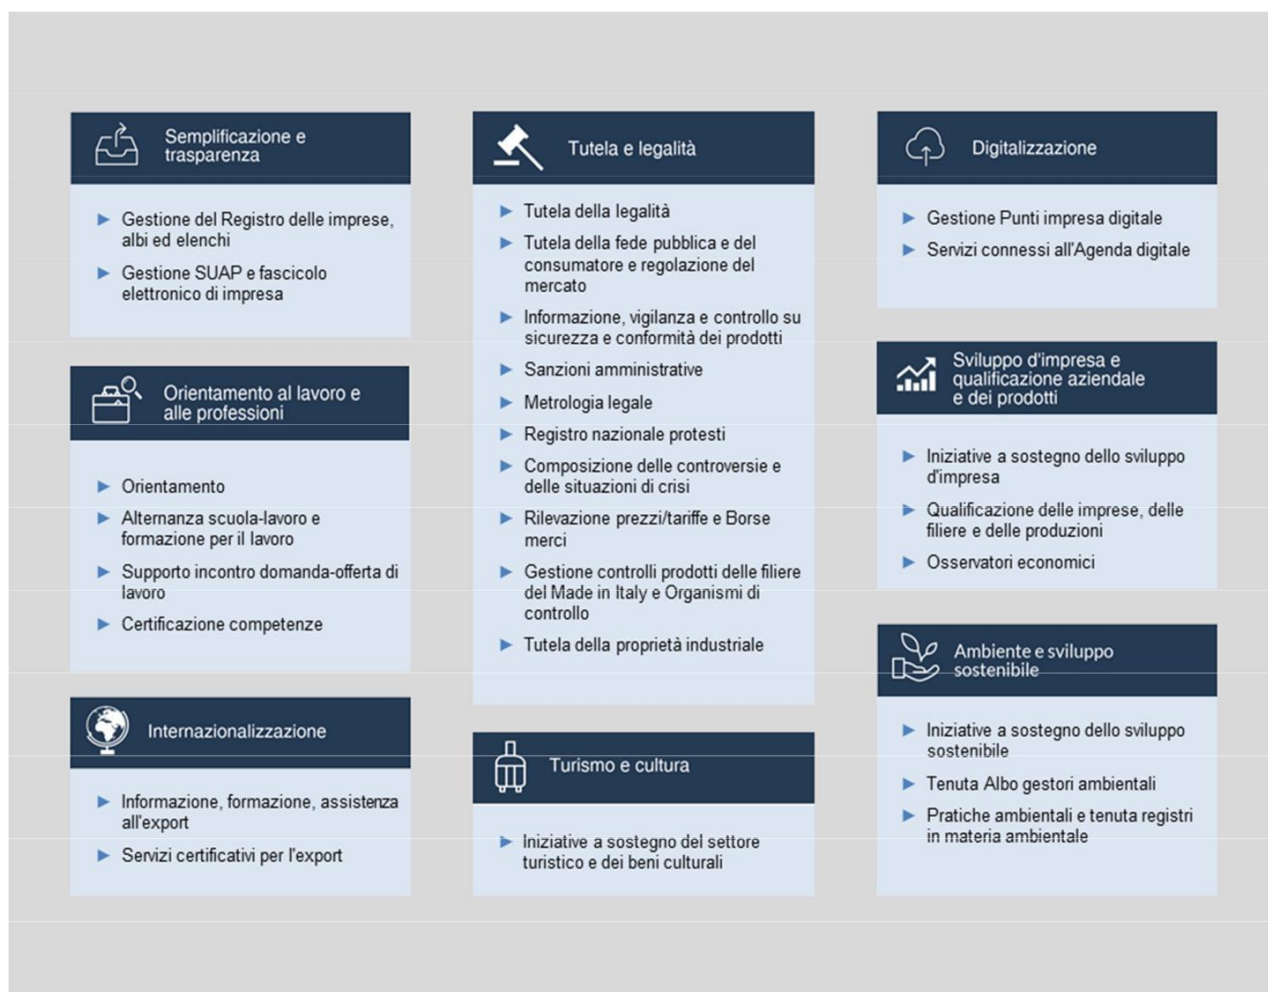 Semplificazione e
trasparenza
Gestione del Registro delle imprese,
albi ed elenchi
Gestione SUAP e fascicolo
elettronico di impresa
Orientamento al lavoro e
alle professioni
Orientamento
Alternanza scuola-lavoro e
formazione per il lavoro
Supporto incontro domanda-offerta di
lavoro
Certificazione competenze
Internazionalizzazione
Informazione, formazione, assistenza
all'export
Servizi certificativi per l'export
Tutela e legalità
Tutela della legalità
Tutela della fede pubblica e del
consumatore e regolazione del
mercato
Informazione, vigilanza e controllo su
sicurezza e conformità dei prodotti
Sanzioni amministrative
Metrologia legale
Registro nazionale protesti
Composizione delle controversie e
delle situazioni di crisi
Rilevazione prezzi/tariffe e Borse
merci
Gestione controlli prodotti delle filiere
del Made in Italy e Organismi di
controllo
Tutela della proprietà industriale
Turismo e cultura
Iniziative a sostegno del settore
turistico e dei beni culturali
Digitalizzazione
Gestione Punti impresa digitale
Servizi connessi all'Agenda digitale
Sviluppo d'impresa e
qualificazione aziendale
e dei prodotti
Iniziative a sostegno dello sviluppo
d'impresa
Qualificazione delle imprese, delle
filiere e delle produzioni
Osservatori economici
Ambiente e sviluppo
sostenibile
Iniziative a sostegno dello sviluppo
sostenibile
Tenuta Albo gestori ambientali
Pratiche ambientali e tenuta registri
in materia ambientale